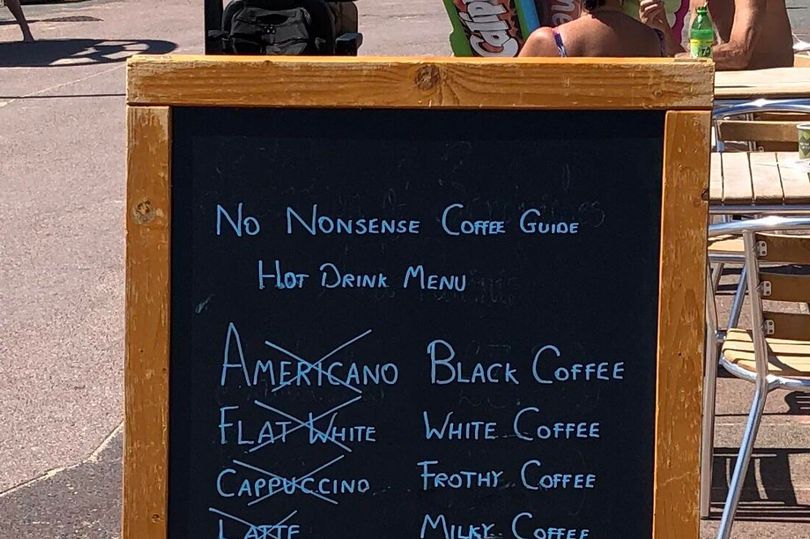 Calip
No Nonsense Coffee Guide
Hot Drink Menu
Americano Black Coffee
Flat White White Coffee
Cappuccino Frothy Coffee
Latte Milky Coffee